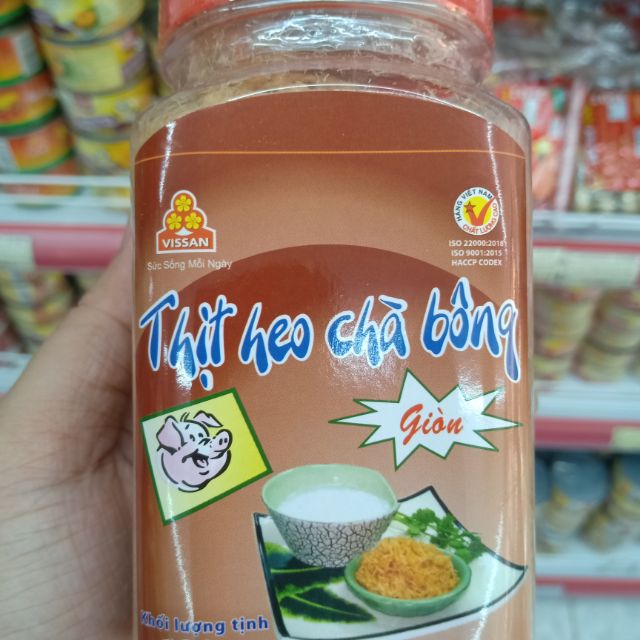 VISSAN
Sức Sống Mỗi Ngày
HÀNG VIỆT NAM
CHẤT LƯỢNG CAO
ISO 22000:2018
ISO 9001:2015
HACCP CODEX
Thịt heo chà bông
Giòn
Khối lượng tịnh